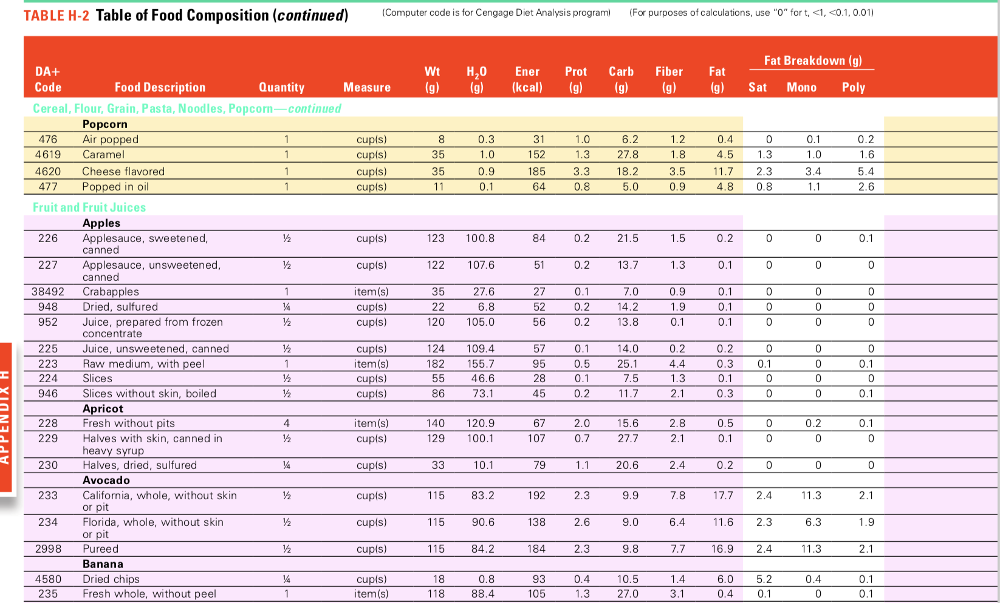 TABLE H-2 Table of Food Composition (continued) (Computer code is for Cengage Diet Analysis program) (For purposes of calculations, use “0” for t, <1, <0.1, 0.01)
Fat Breakdown (g)
DA+ Wt H2O Ener Prot Carb Fiber Fat
Code Food Description Quantity Measure (g) (g) (kcal) (g) (g) (g) (g) Sat Mono Poly
Cereal, Flour, Grain, Pasta, Noodles, Popcorn—continued
Popcorn
476 Air popped 1 cup(s) 8 0.3 31 1.0 6.2 1.2 0.4 0 0.1 0.2
4619 Caramel 1 cup(s) 35 1.0 152 1.3 27.8 1.8 4.5 1.3 1.0 1.6
4620 Cheese flavored 1 cup(s) 35 0.9 185 3.3 18.2 3.5 11.7 2.3 3.4 5.4
477 Popped in oil 1 cup(s) 11 0.1 64 0.8 5.0 0.9 4.8 0.8 1.1 2.6
Fruit and Fruit Juices
Apples
226 Applesauce, sweetened, ½ cup(s) 123 100.8 84 0.2 21.5 1.5 0.2 0 0 0.1
canned
227 Applesauce, unsweetened, ½ cup(s) 122 107.6 51 0.2 13.7 1.3 0.1 0 0 0
canned
38492 Crabapples 1 item(s) 35 27.6 27 0.1 7.0 0.9 0.1 0 0 0
948 Dried, sulfured ¼ cup(s) 22 6.8 52 0.2 14.2 1.9 0.1 0 0 0
952 Juice, prepared from frozen ½ cup(s) 120 105.0 56 0.2 13.8 0.1 0.1 0 0 0
concentrate
225 Juice, unsweetened, canned ½ cup(s) 124 109.4 57 0.1 14.0 0.2 0.2 0 0 0
223 Raw medium, with peel 1 item(s) 182 155.7 95 0.5 25.1 4.4 0.3 0.1 0 0.1
224 Slices ½ cup(s) 55 46.6 28 0.1 7.5 1.3 0.1 0 0 0
946 Slices without skin, boiled ½ cup(s) 86 73.1 45 0.2 11.7 2.1 0.3 0 0 0.1
Apricot
228 Fresh without pits 4 item(s) 140 120.9 67 2.0 15.6 2.8 0.5 0 0.2 0.1
229 Halves with skin, canned in ½ cup(s) 129 100.1 107 0.7 27.7 2.1 0.1 0 0 0
heavy syrup
230 Halves, dried, sulfured ¼ cup(s) 33 10.1 79 1.1 20.6 2.4 0.2 0 0 0
Avocado
233 California, whole, without skin ½ cup(s) 115 83.2 192 2.3 9.9 7.8 17.7 2.4 11.3 2.1
or pit
234 Florida, whole, without skin ½ cup(s) 115 90.6 138 2.6 9.0 6.4 11.6 2.3 6.3 1.9
or pit
2998 Pureed ½ cup(s) 115 84.2 184 2.3 9.8 7.7 16.9 2.4 11.3 2.1
Banana
4580 Dried chips ¼ cup(s) 18 0.8 93 0.4 10.5 1.4 6.0 5.2 0.4 0.1
235 Fresh whole, without peel 1 item(s) 118 88.4 105 1.3 27.0 3.1 0.4 0.1 0 0.1
APPENDIX H